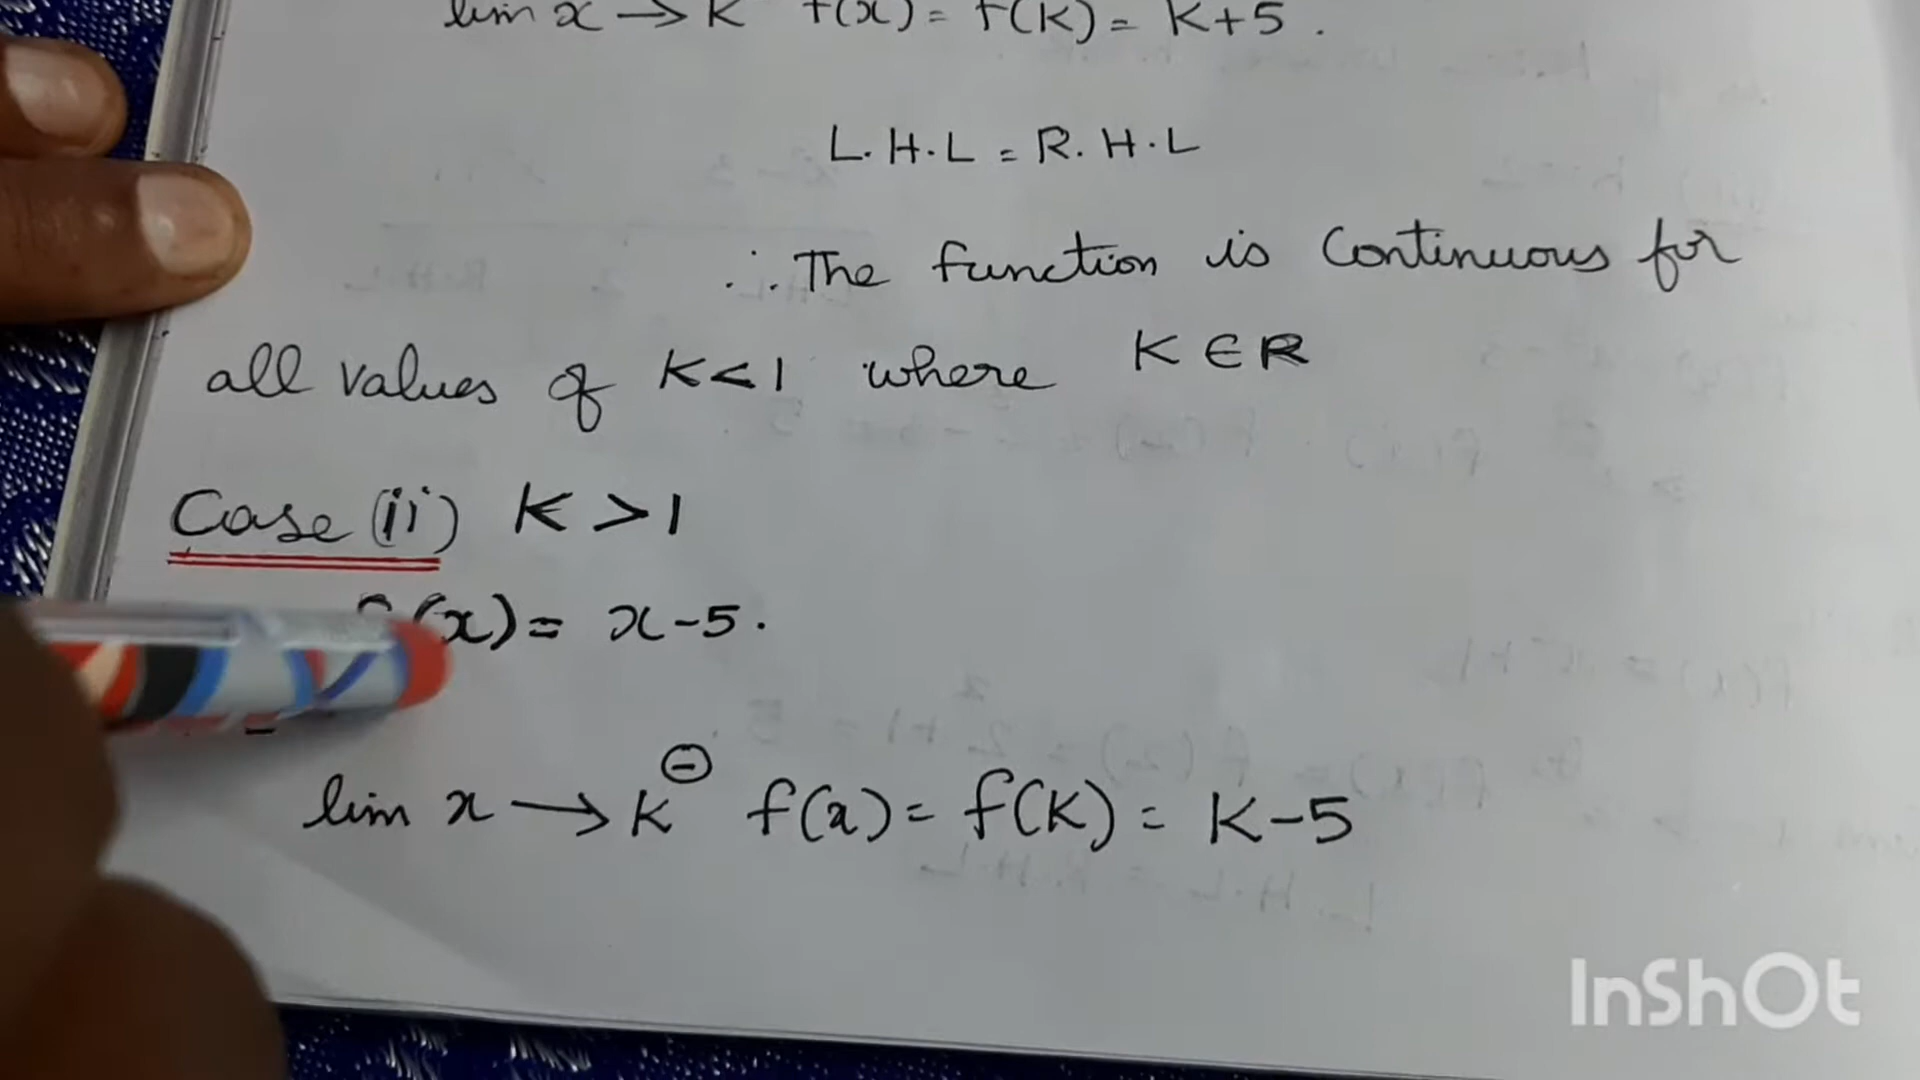 lim x → K f(x) = f(K) = K+5 .
L.H.L = R.H.L
∴ The function is Continuous for
all values of K<1 where K ∈ R
Case (ii) K > 1
(x) = x-5.
lim x → K⊖ f(x) = f(K) = K-5
InShOt